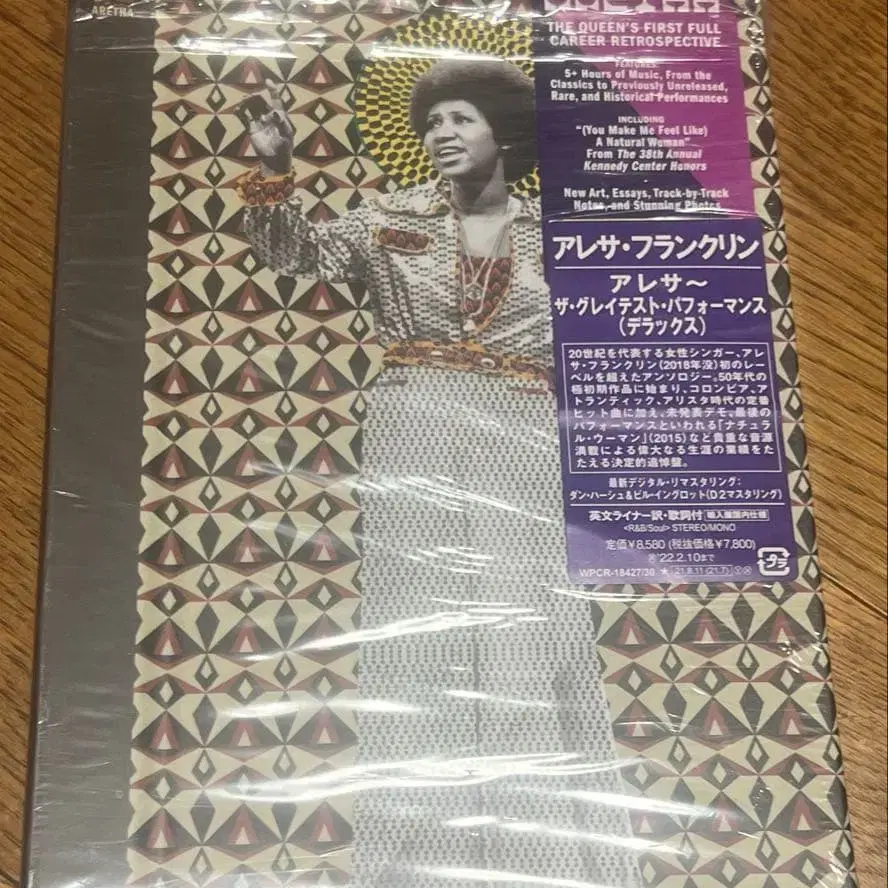 ARETHA
ARETHA
THE QUEEN'S FIRST FULL
CAREER RETROSPECTIVE
FEATURES
5+ Hours of Music, From the
Classics to Previously Unreleased,
Rare, and Historical Performances
INCLUDING
"(You Make Me Feel Like)
A Natural Woman"
From The 38th Annual
Kennedy Center Honors
New Art, Essays, Track-by-Track
Notes, and Stunning Photos
アレサ・フランクリン
アレサ～
ザ・グレイテスト・パフォーマンス
(デラックス)
20世紀を代表する女性シンガー、アレ
サ・フランクリン(2018年没)初のレー
ベルを超えたアンソロジー。50年代の
極初期作品に始まり、コロンビア、ア
トランティック、アリスタ時代の定番
ヒット曲に加え、未発表デモ、最後の
パフォーマンスといわれる「ナチュラ
ル・ウーマン」(2015)など貴重な音源
満載による偉大なる生涯の業績をた
たえる決定的追悼盤。
最新デジタル・リマスタリング:
ダン・ハーシュ&ビル・イングロット(D2マスタリング)
英文ライナー訳・歌詞付 輸入盤国内仕様
<R&B/Soul> STEREO/MONO
定価¥8,580 (税抜価格¥7,800)
'22.2.10まで
WPCR-18427/30 ★ 21.8.11 (21.7)
プラ